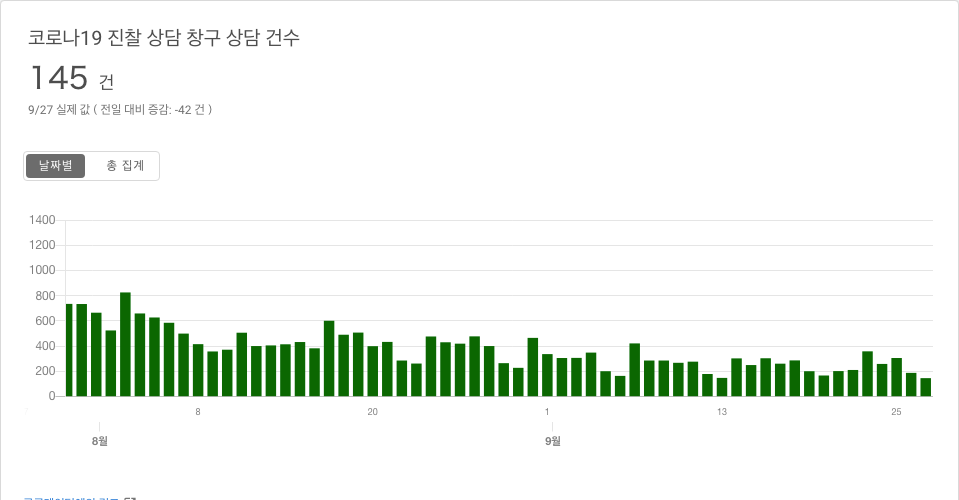 코로나19 진찰 상담 창구 상담 건수
145 건
9/27 실제 값 ( 전일 대비 증감: -42 건 )
날짜별 총 집계
1400
1200
1000
800
600
400
200
0
8 20 1 13 25
8월 9월